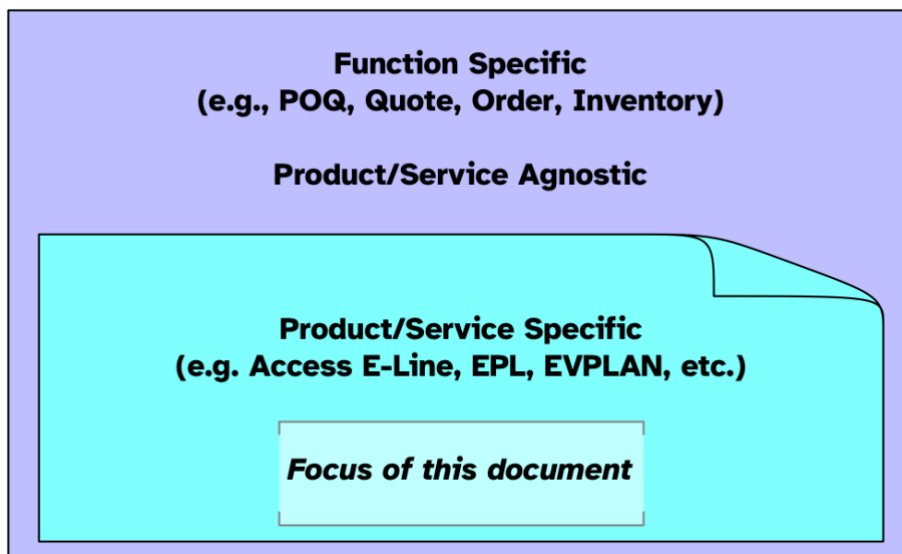 Function Specific
(e.g., POQ, Quote, Order, Inventory)
Product/Service Agnostic
Product/Service Specific
(e.g. Access E-Line, EPL, EVPLAN, etc.)
Focus of this document